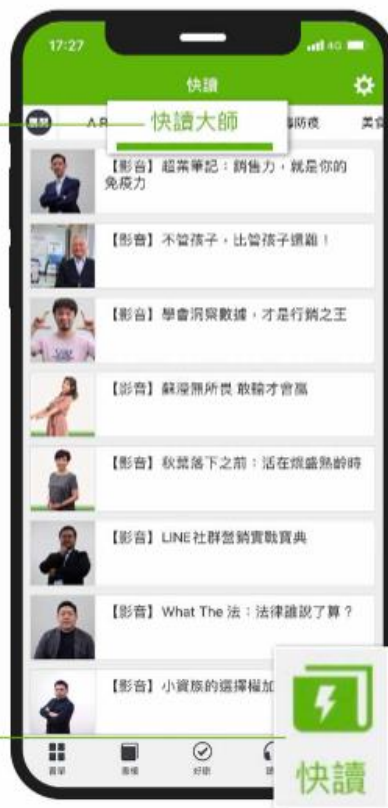 17:27
4G
快讀
展開
快讀大師
防疫
美食
【影音】超業筆記：銷售力，就是你的
免疫力
【影音】不管孩子，比管孩子還難！
【影音】學會洞察數據，才是行銷之王
【影音】蘇瀅無所畏 敢輸才會贏
【影音】秋葉落下之前：活在燦盛熟齡時
【影音】LINE社群營銷實戰寶典
【影音】What The 法：法律誰說了算？
【影音】小資族的選擇權加
書櫃
好聽
快讀